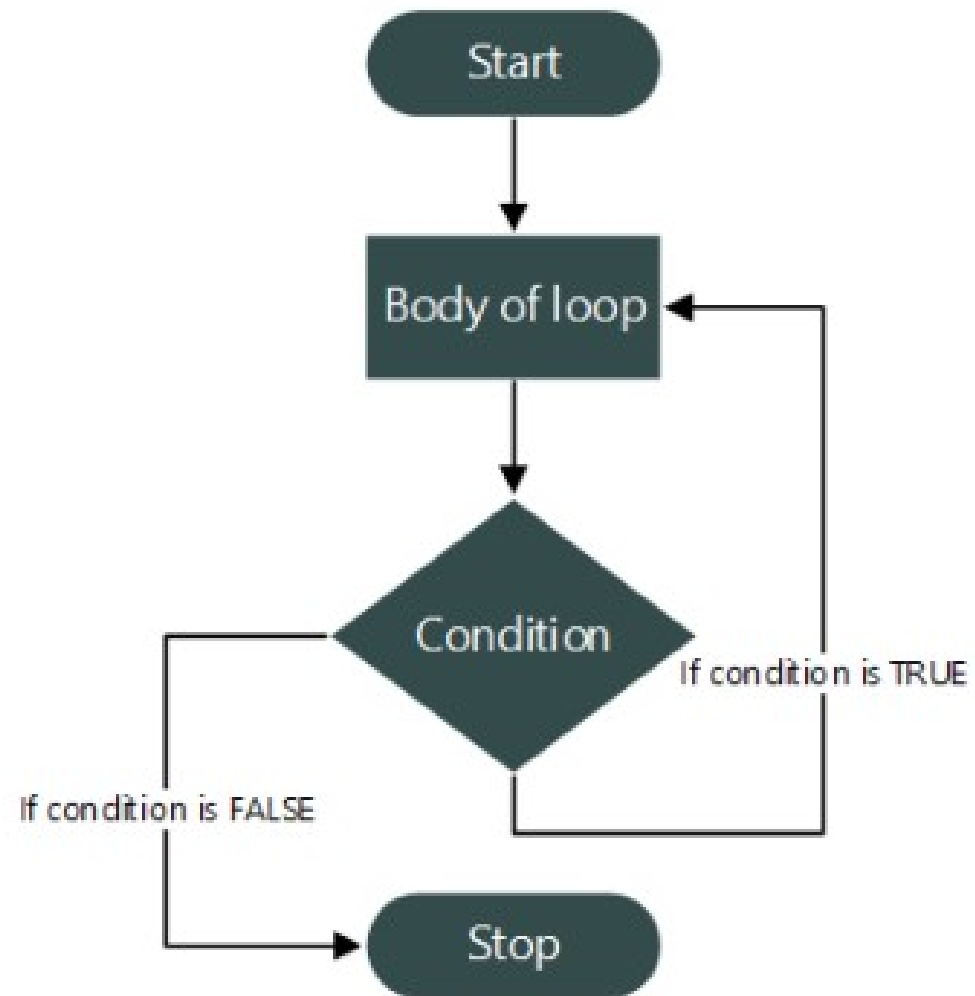 Start
Body of loop
Condition
If condition is TRUE
If condition is FALSE
Stop